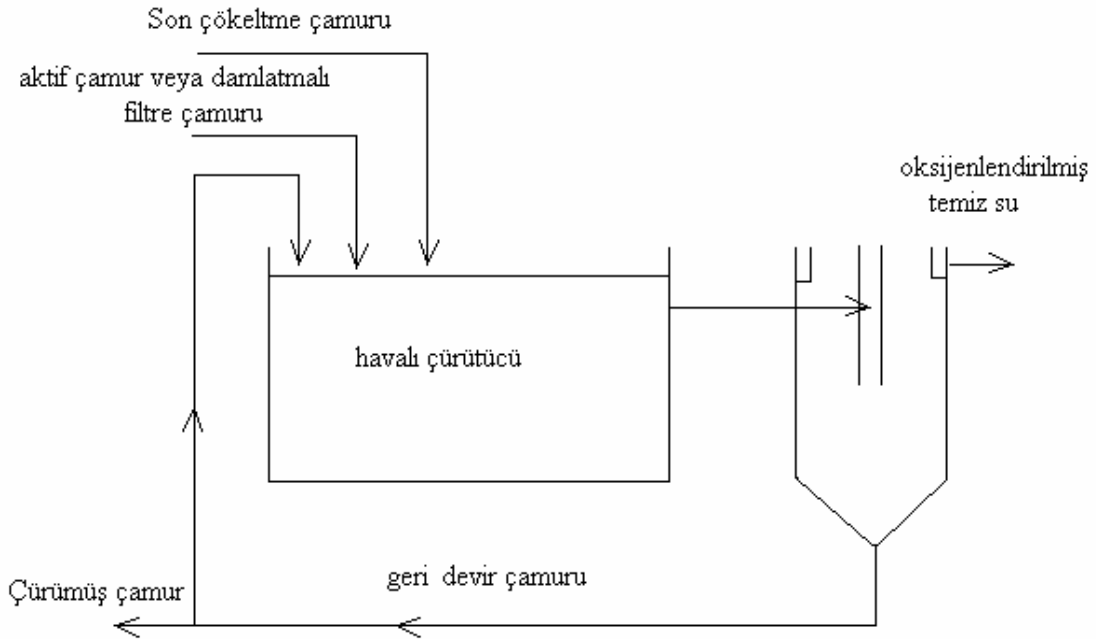 Son çökeltme çamuru
aktif çamur veya damlatmalı
filtre çamuru
oksijenlendirilmiş
temiz su
havalı çürütücü
geri devir çamuru
Çürümüş çamur